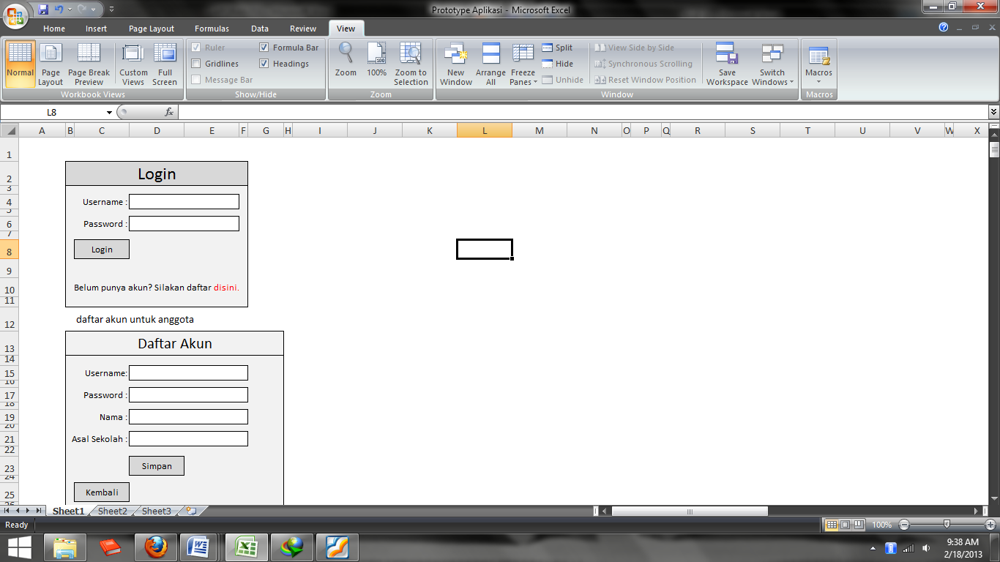 Prototype Aplikasi - Microsoft Excel
Home Insert Page Layout Formulas Data Review View
Normal Page Layout Page Break Preview Custom Views Full Screen
Workbook Views
Ruler Formula Bar
Gridlines Headings
Message Bar
Show/Hide
Zoom 100% Zoom to Selection
Zoom
New Window Arrange All Freeze Panes
Split
Hide
Unhide
View Side by Side
Synchronous Scrolling
Reset Window Position
Save Workspace Switch Windows
Window
Macros
Macros
L8 fx
A B C D E F G H I J K L M N O P Q R S T U V W X
1
2
3
4
5
6
7
8
9
10
11
12
13
14
15
16
17
18
19
20
21
22
23
24
25
26
Login
Username :
Password :
Login
Belum punya akun? Silakan daftar disini.
daftar akun untuk anggota
Daftar Akun
Username:
Password :
Nama :
Asal Sekolah :
Simpan
Kembali
Sheet1 Sheet2 Sheet3
Ready 100%
9:38 AM
2/18/2013